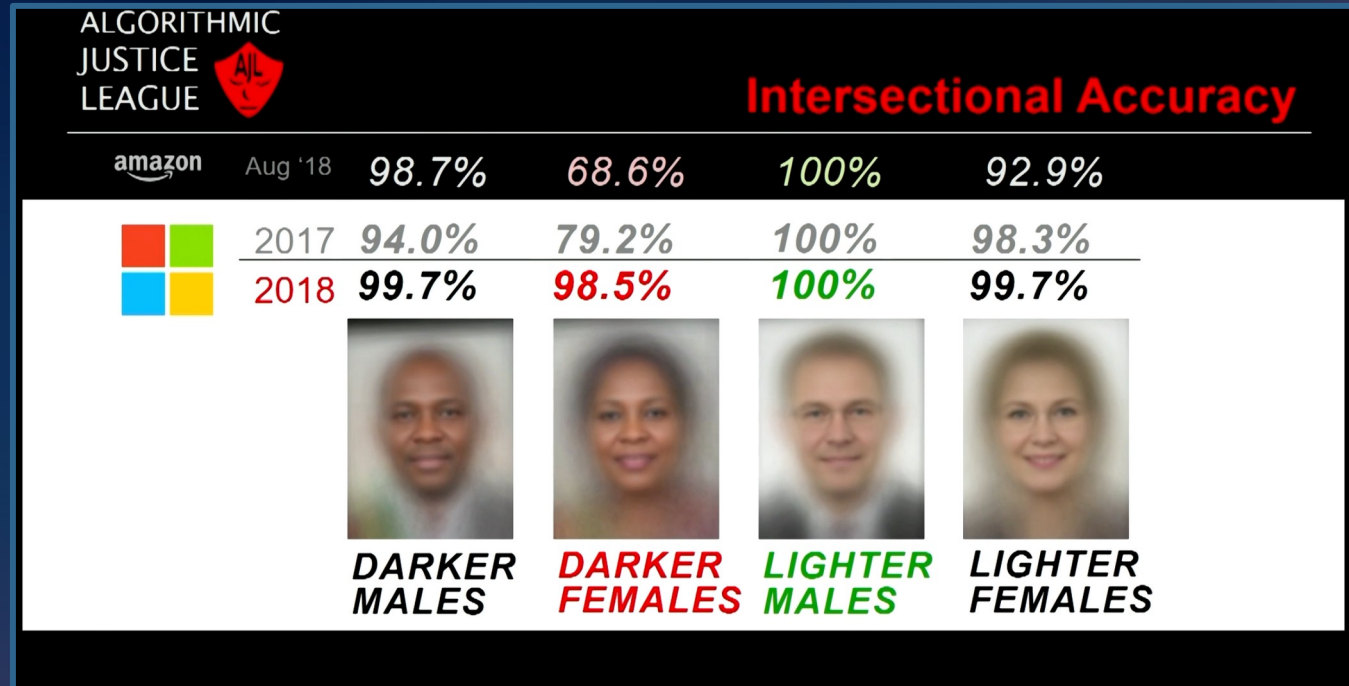 ALGORITHMIC
JUSTICE
LEAGUE
AJL
Intersectional Accuracy
amazon Aug ‘18 98.7% 68.6% 100% 92.9%
2017 94.0% 79.2% 100% 98.3%
2018 99.7% 98.5% 100% 99.7%
DARKER MALES
DARKER FEMALES
LIGHTER MALES
LIGHTER FEMALES